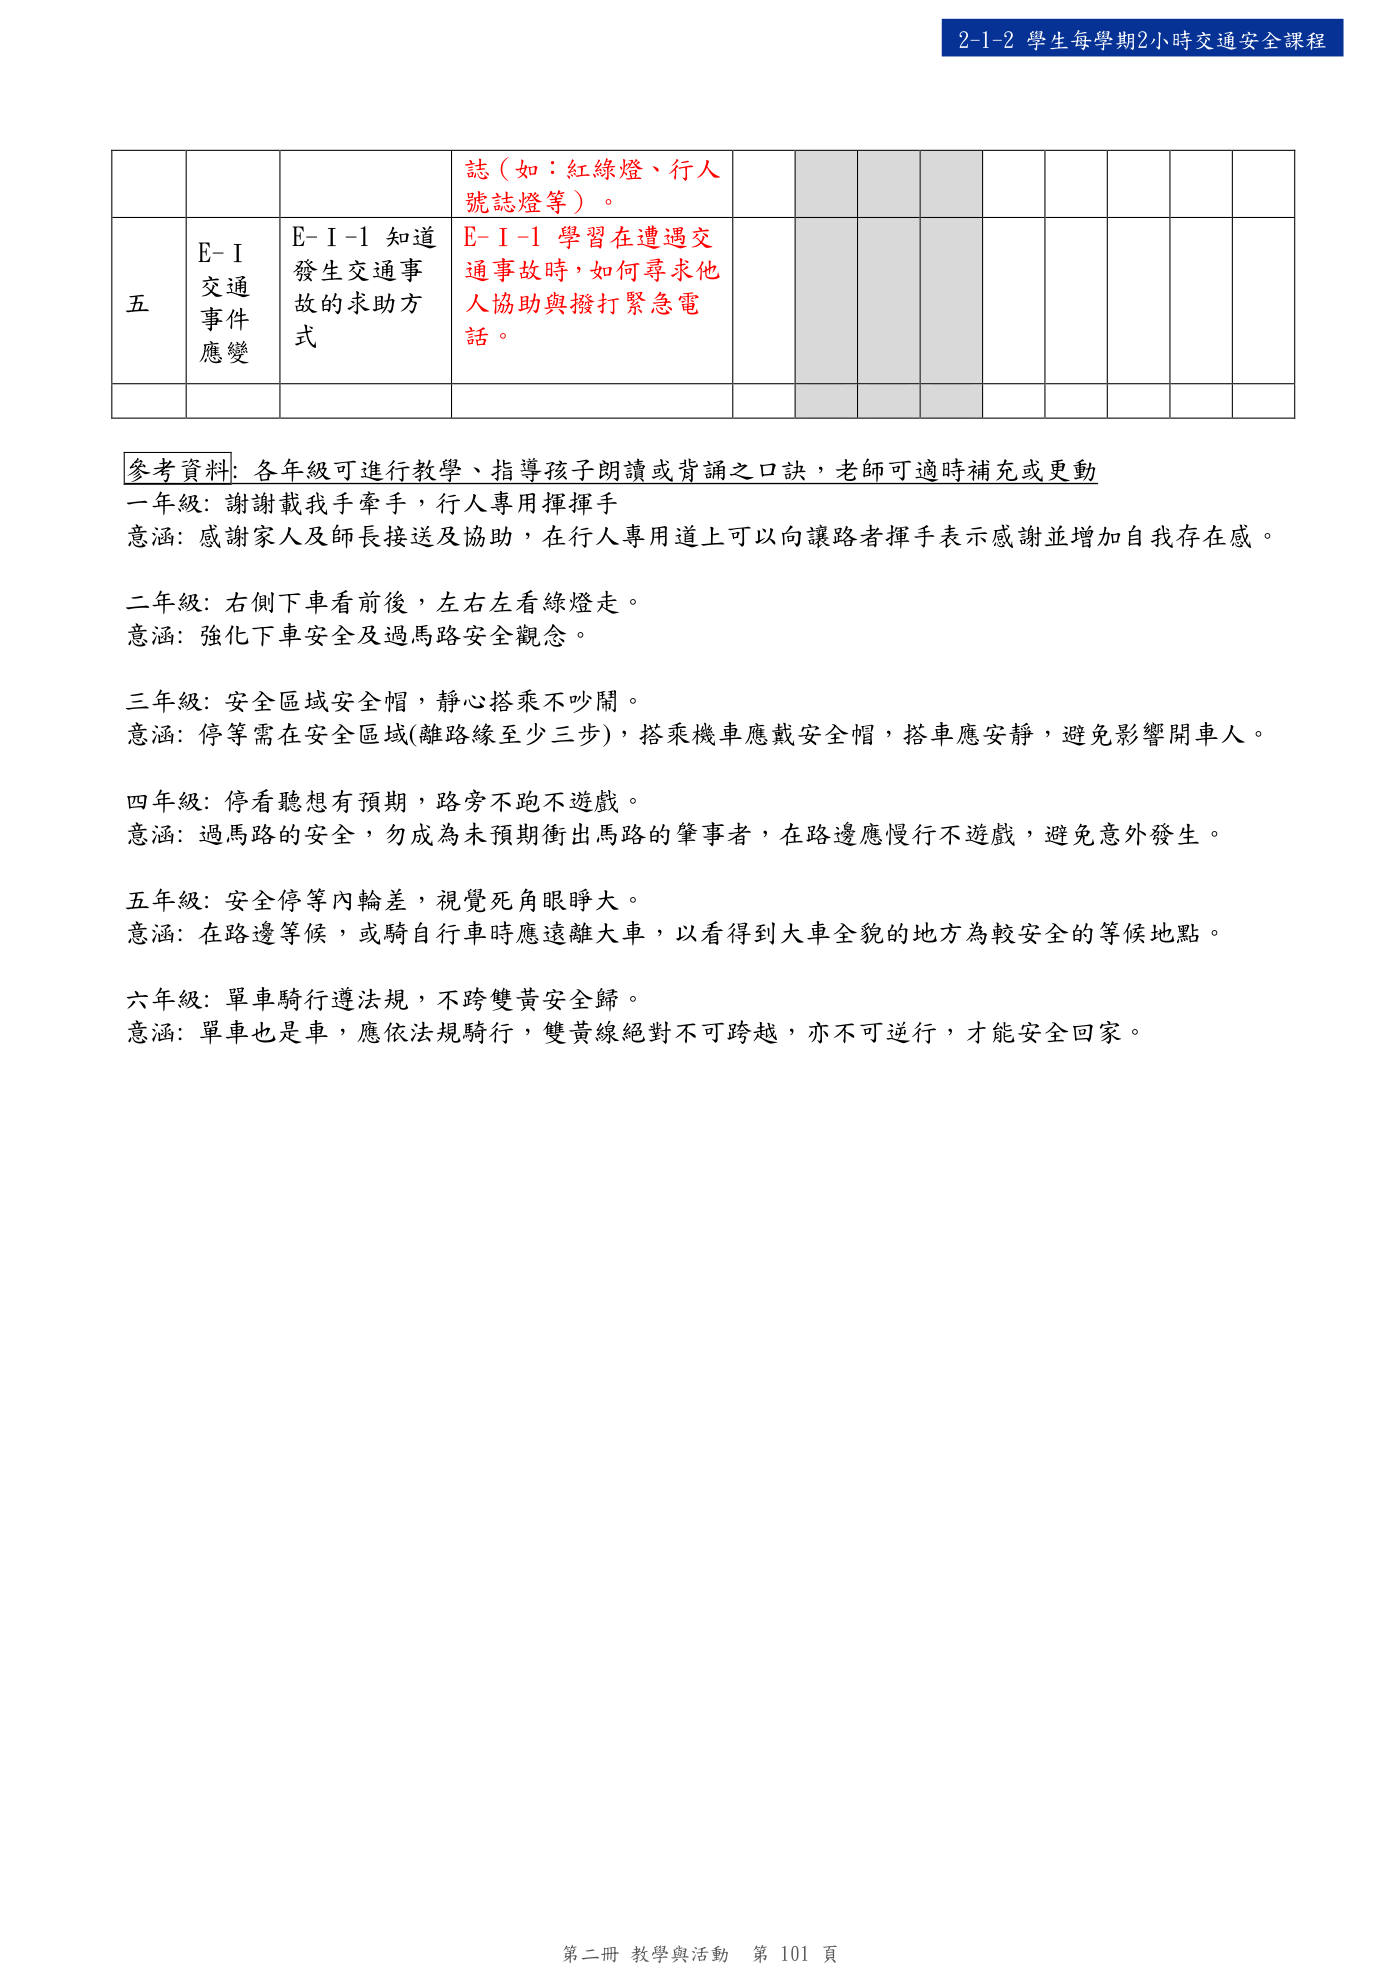 2-1-2 學生每學期2小時交通安全課程
誌（如：紅綠燈、行人
號誌燈等）。
五
E-Ⅰ
交通
事件
應變
E-Ⅰ-1 知道
發生交通事
故的求助方
式
E-Ⅰ-1 學習在遭遇交
通事故時，如何尋求他
人協助與撥打緊急電
話。
參考資料: 各年級可進行教學、指導孩子朗讀或背誦之口訣，老師可適時補充或更動
一年級: 謝謝載我手牽手，行人專用揮揮手
意涵: 感謝家人及師長接送及協助，在行人專用道上可以向讓路者揮手表示感謝並增加自我存在感。
二年級: 右側下車看前後，左右左看綠燈走。
意涵: 強化下車安全及過馬路安全觀念。
三年級: 安全區域安全帽，靜心搭乘不吵鬧。
意涵: 停等需在安全區域(離路緣至少三步)，搭乘機車應戴安全帽，搭車應安靜，避免影響開車人。
四年級: 停看聽想有預期，路旁不跑不遊戲。
意涵: 過馬路的安全，勿成為未預期衝出馬路的肇事者，在路邊應慢行不遊戲，避免意外發生。
五年級: 安全停等內輪差，視覺死角眼睜大。
意涵: 在路邊等候，或騎自行車時應遠離大車，以看得到大車全貌的地方為較安全的等候地點。
六年級: 單車騎行遵法規，不跨雙黃安全歸。
意涵: 單車也是車，應依法規騎行，雙黃線絕對不可跨越，亦不可逆行，才能安全回家。
第二冊 教學與活動 第 101 頁